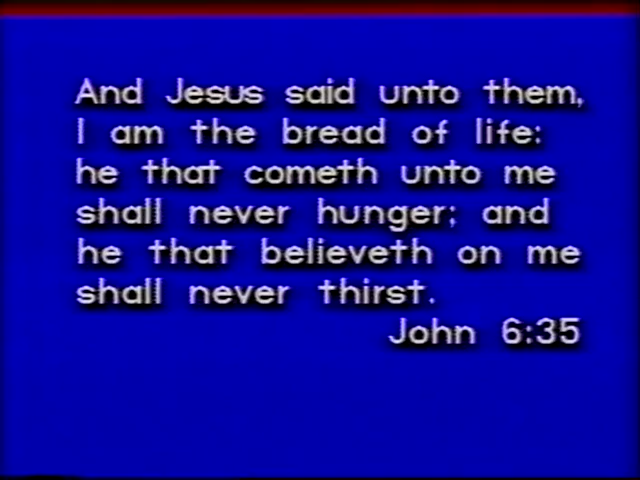 And Jesus said unto them,
I am the bread of life:
he that cometh unto me
shall never hunger; and
he that believeth on me
shall never thirst.
John 6:35